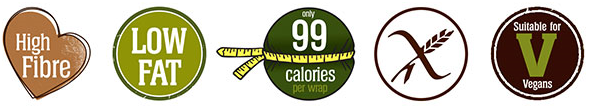 High
Fibre
LOW
FAT
only
99
calories
per wrap
Suitable for
V
Vegans